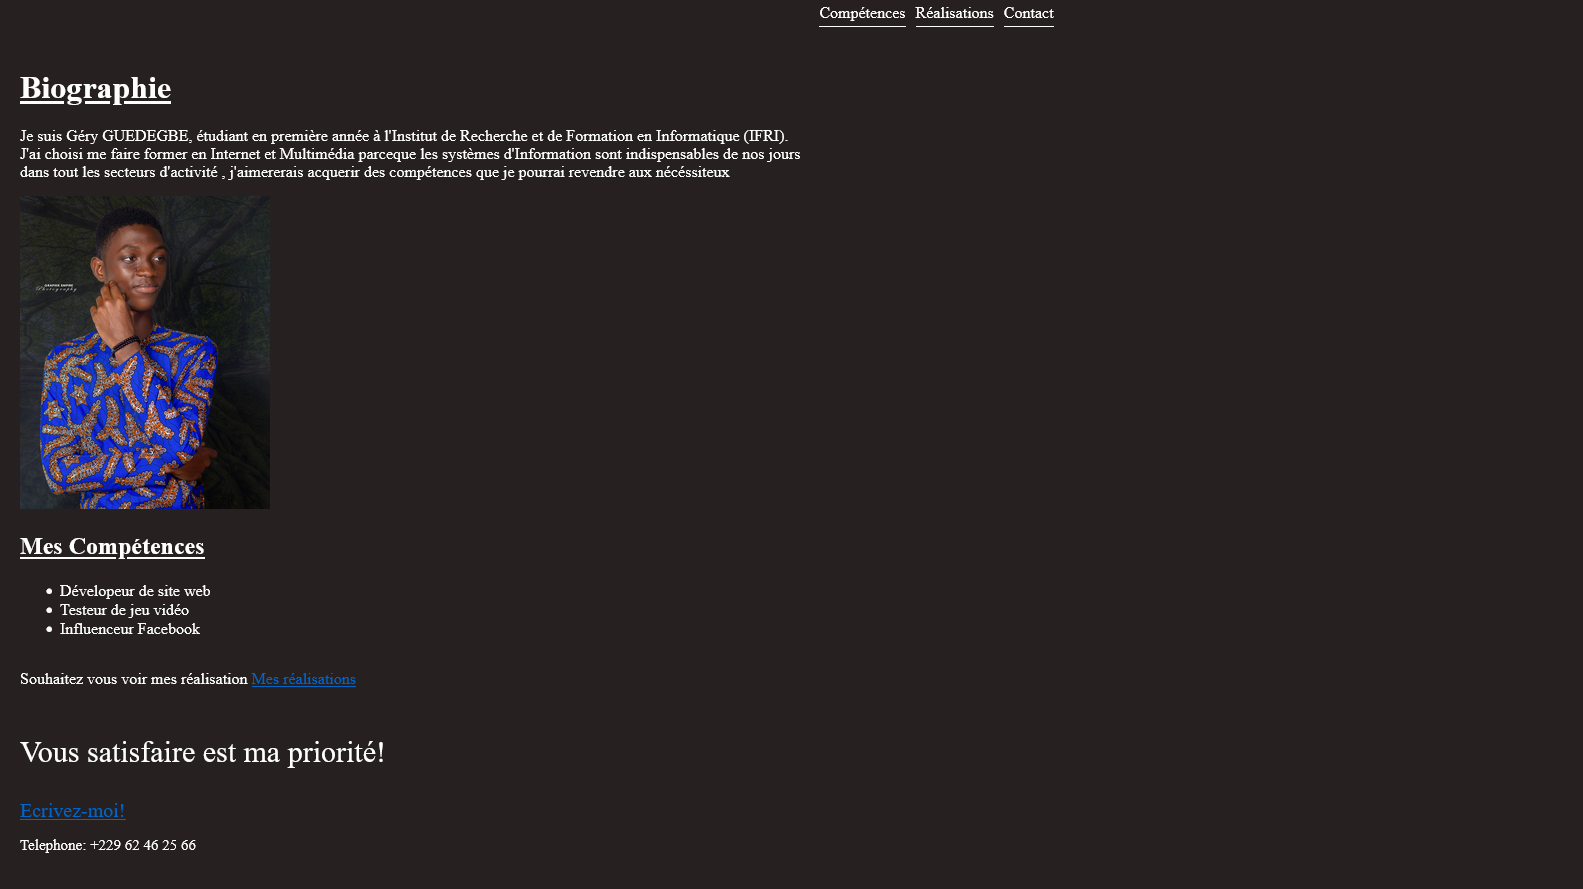 Compétences Réalisations Contact
Biographie
Je suis Géry GUEDEGBE, étudiant en première année à l'Institut de Recherche et de Formation en Informatique (IFRI).
J'ai choisi me faire former en Internet et Multimédia parceque les systèmes d'Information sont indispensables de nos jours
dans tout les secteurs d'activité , j'aimererais acquerir des compétences que je pourrai revendre aux nécéssiteux
Photography
Mes Compétences
Dévelopeur de site web
Testeur de jeu vidéo
Influenceur Facebook
Souhaitez vous voir mes réalisation Mes réalisations
Vous satisfaire est ma priorité!
Ecrivez-moi!
Telephone: +229 62 46 25 66